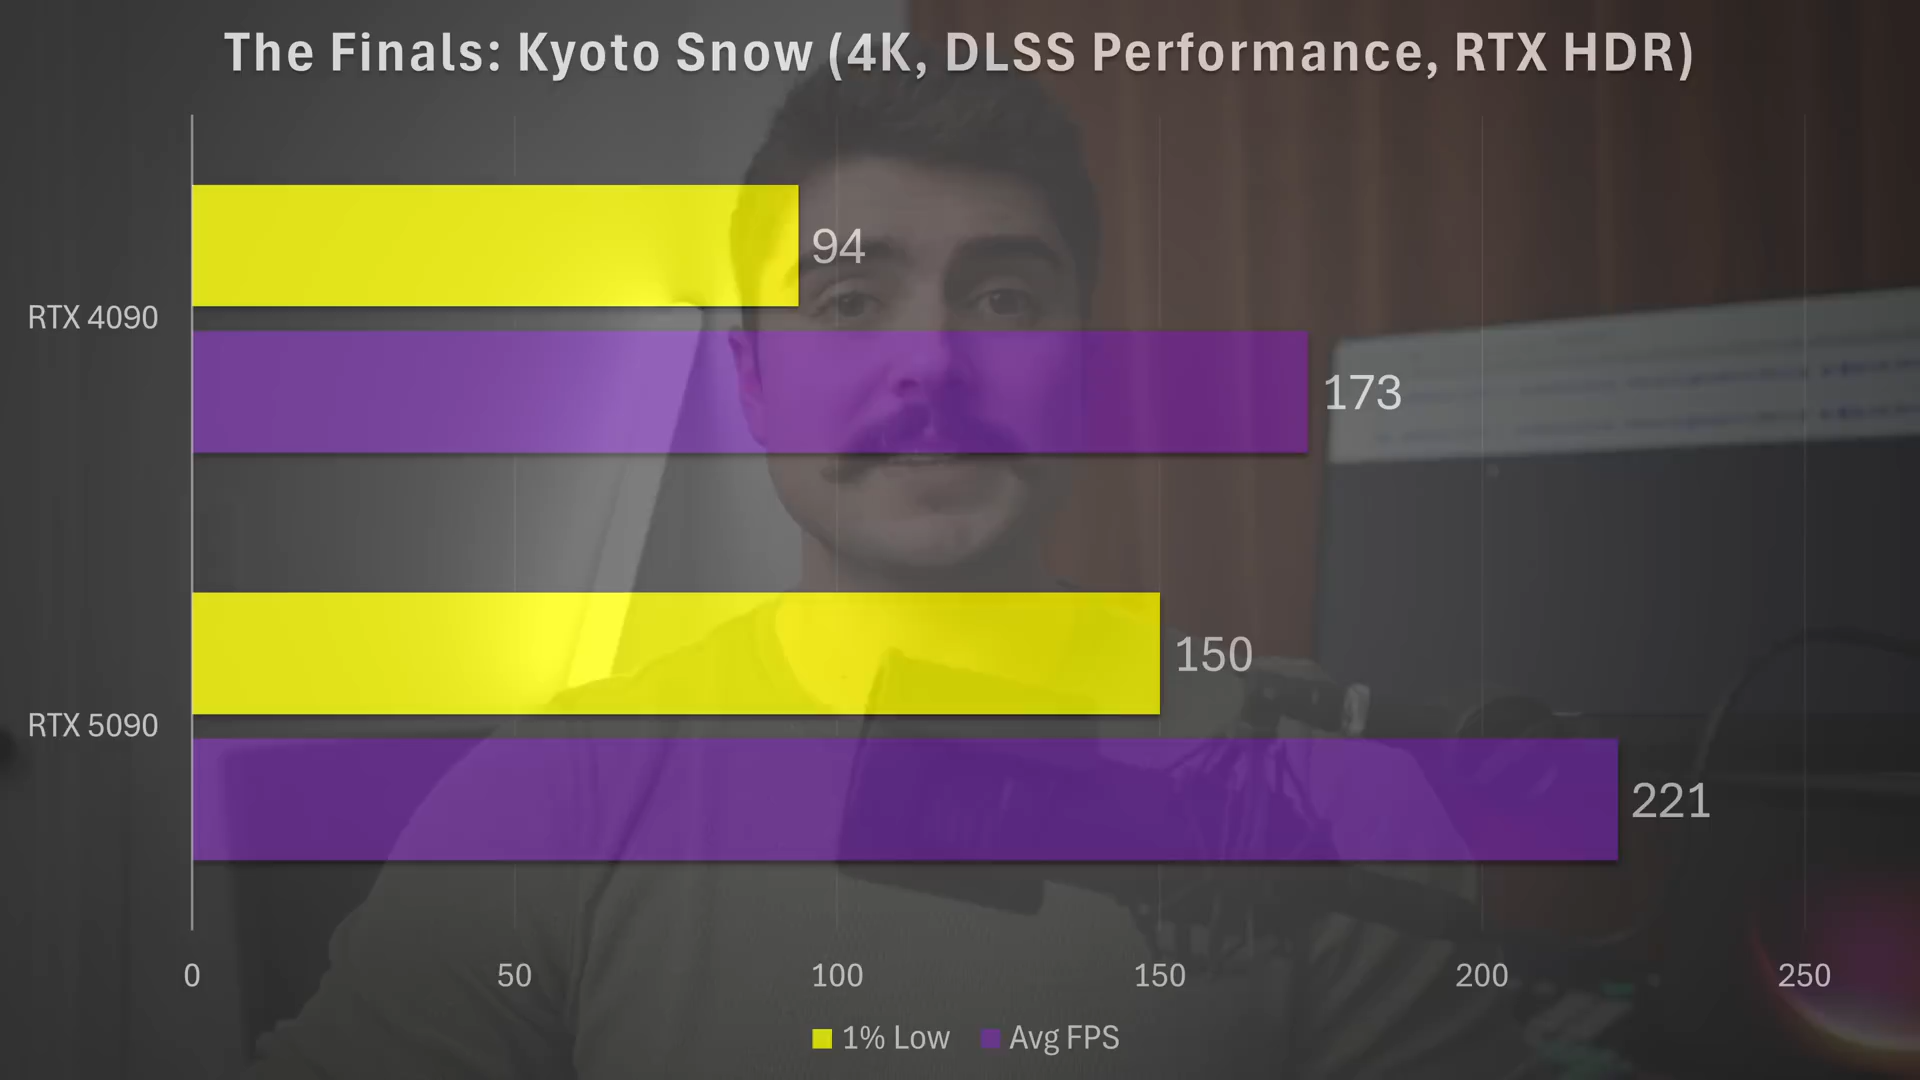 The Finals: Kyoto Snow (4K, DLSS Performance, RTX HDR)
94
RTX 4090
173
150
RTX 5090
221
0 50 100 150 200 250
1% Low Avg FPS